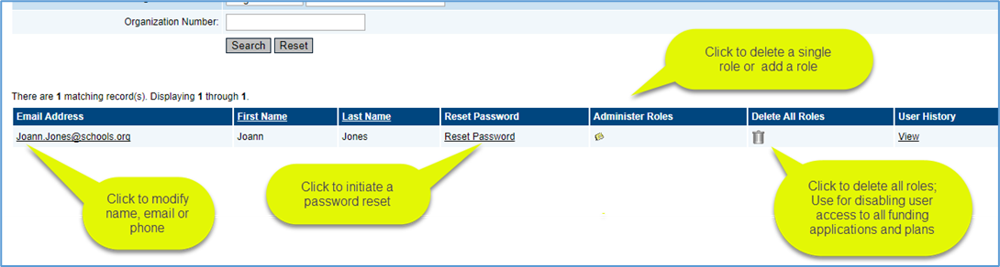 Organization Number:
Search Reset
Click to delete a single
role or add a role
There are 1 matching record(s). Displaying 1 through 1.
Email Address First Name Last Name Reset Password Administer Roles Delete All Roles User History
Joann.Jones@schools.org Joann Jones Reset Password View
Click to modify
name, email or
phone
Click to initiate a
password reset
Click to delete all roles;
Use for disabling user
access to all funding
applications and plans